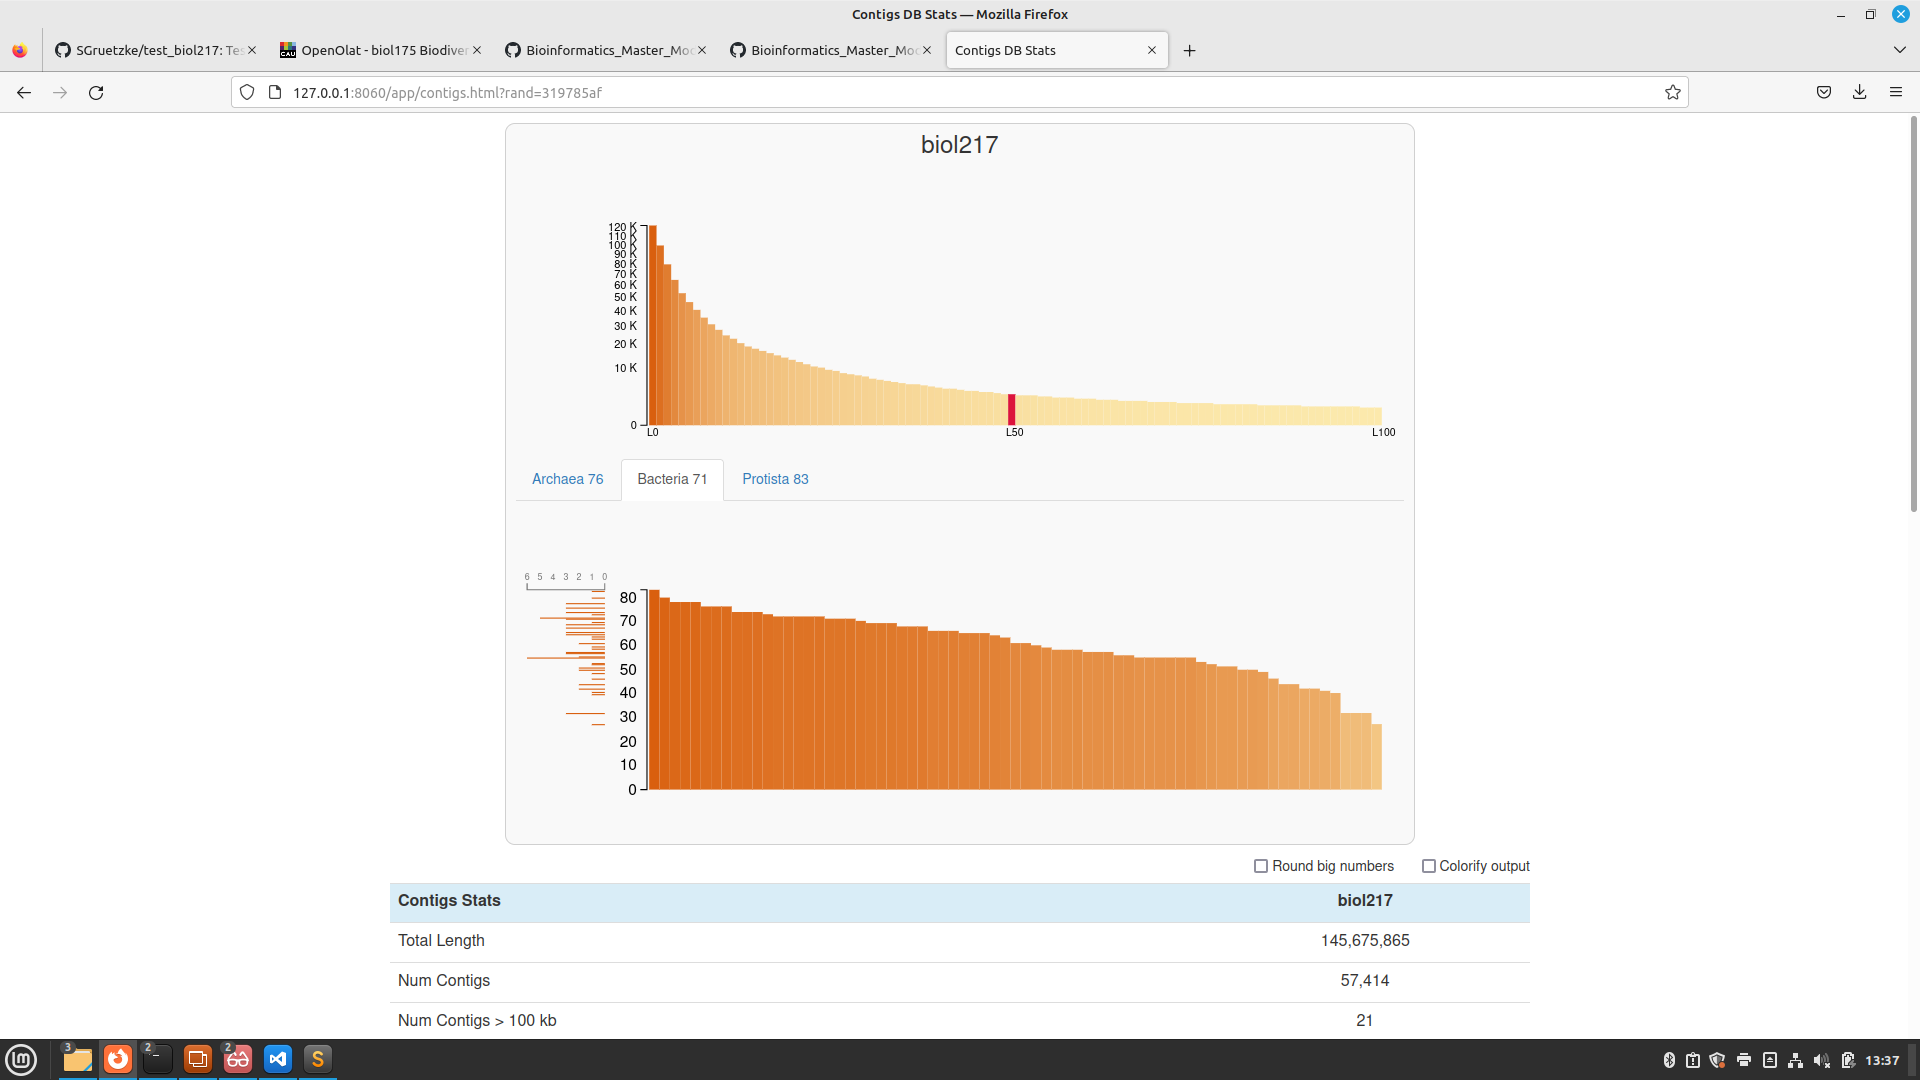 Contigs DB Stats — Mozilla Firefox
SGruetzke/test_biol217: Tes
OpenOlat - biol175 Biodiver
Bioinformatics_Master_Mod
Bioinformatics_Master_Mod
Contigs DB Stats
127.0.0.1:8060/app/contigs.html?rand=319785af
biol217
120 K
110 K
100 K
90 K
80 K
70 K
60 K
50 K
40 K
30 K
20 K
10 K
0
L0 L50 L100
Archaea 76 Bacteria 71 Protista 83
6 5 4 3 2 1 0
80
70
60
50
40
30
20
10
0
Round big numbers Colorify output
Contigs Stats biol217
Total Length 145,675,865
Num Contigs 57,414
Num Contigs > 100 kb 21
3 2 2 13:37